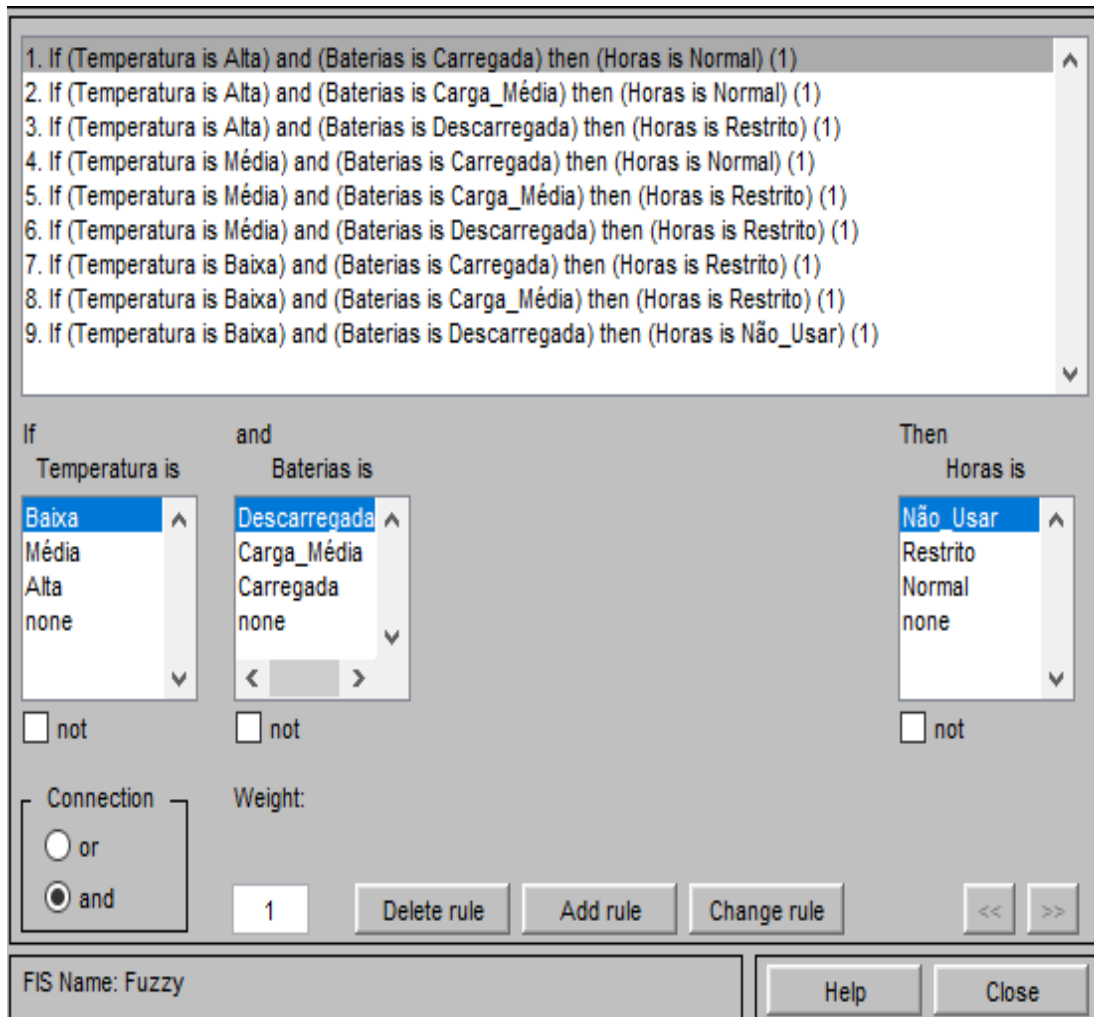 1. If (Temperatura is Alta) and (Baterias is Carregada) then (Horas is Normal) (1)
2. If (Temperatura is Alta) and (Baterias is Carga_Média) then (Horas is Normal) (1)
3. If (Temperatura is Alta) and (Baterias is Descarregada) then (Horas is Restrito) (1)
4. If (Temperatura is Média) and (Baterias is Carregada) then (Horas is Normal) (1)
5. If (Temperatura is Média) and (Baterias is Carga_Média) then (Horas is Restrito) (1)
6. If (Temperatura is Média) and (Baterias is Descarregada) then (Horas is Restrito) (1)
7. If (Temperatura is Baixa) and (Baterias is Carregada) then (Horas is Restrito) (1)
8. If (Temperatura is Baixa) and (Baterias is Carga_Média) then (Horas is Restrito) (1)
9. If (Temperatura is Baixa) and (Baterias is Descarregada) then (Horas is Não_Usar) (1)
If
Temperatura is
Baixa
Média
Alta
none
not
and
Baterias is
Descarregada
Carga_Média
Carregada
none
not
Then
Horas is
Não_Usar
Restrito
Normal
none
not
Connection
or
and
Weight:
1
Delete rule
Add rule
Change rule
<<
>>
FIS Name: Fuzzy
Help
Close